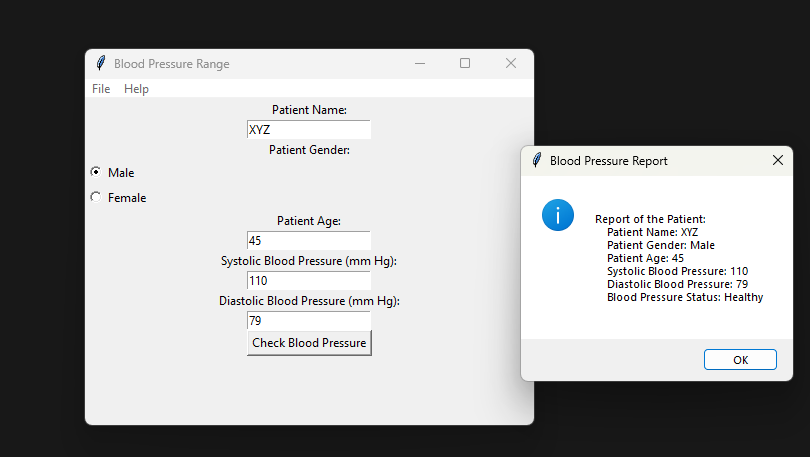 Blood Pressure Range
File Help
Patient Name:
XYZ
Patient Gender:
Male
Female
Patient Age:
45
Systolic Blood Pressure (mm Hg):
110
Diastolic Blood Pressure (mm Hg):
79
Check Blood Pressure
Blood Pressure Report
Report of the Patient:
Patient Name: XYZ
Patient Gender: Male
Patient Age: 45
Systolic Blood Pressure: 110
Diastolic Blood Pressure: 79
Blood Pressure Status: Healthy
OK